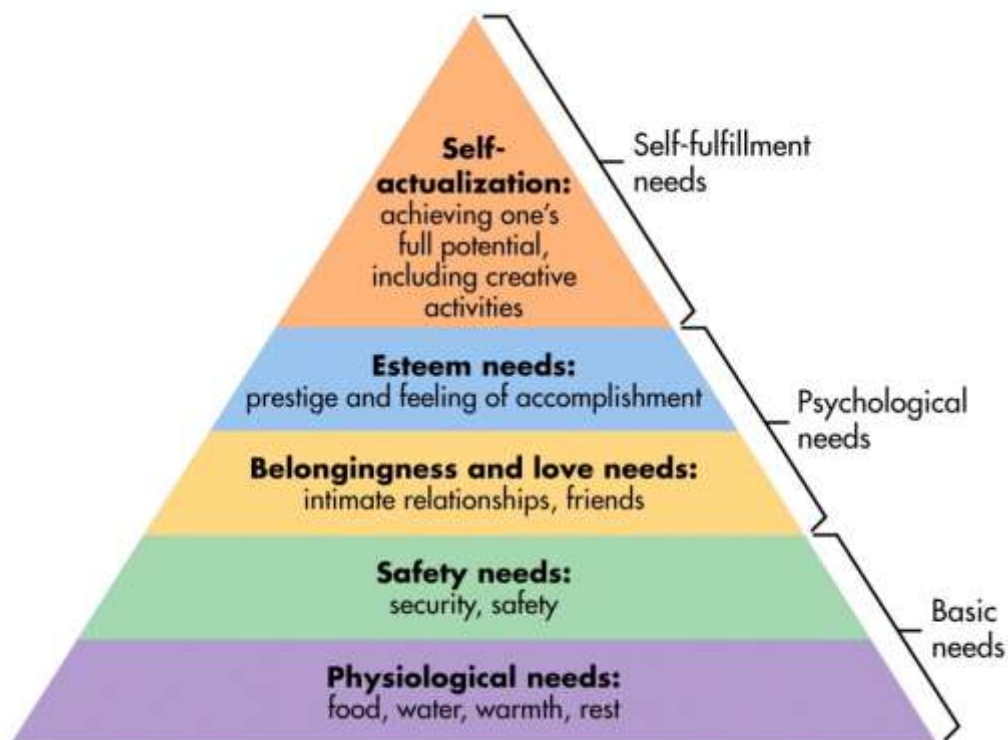 Self-
actualization:
achieving one's
full potential,
including creative
activities
Self-fulfillment
needs
Esteem needs:
prestige and feeling of accomplishment
Psychological
needs
Belongingness and love needs:
intimate relationships, friends
Safety needs:
security, safety
Basic
needs
Physiological needs:
food, water, warmth, rest